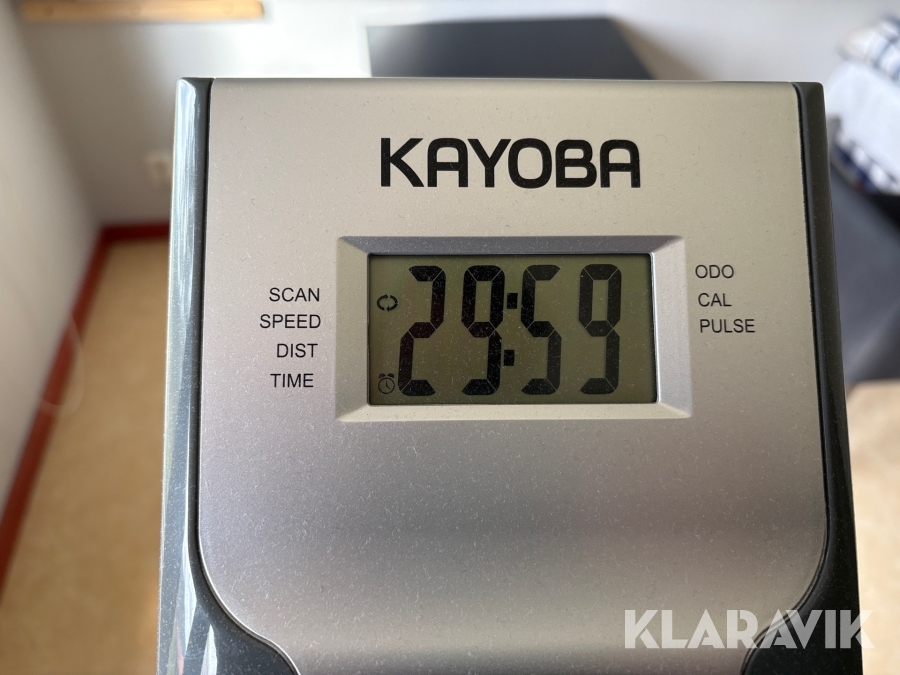 KAYOBA
SCAN
SPEED
DIST
TIME
29:59
ODO
CAL
PULSE
KLARAVIK